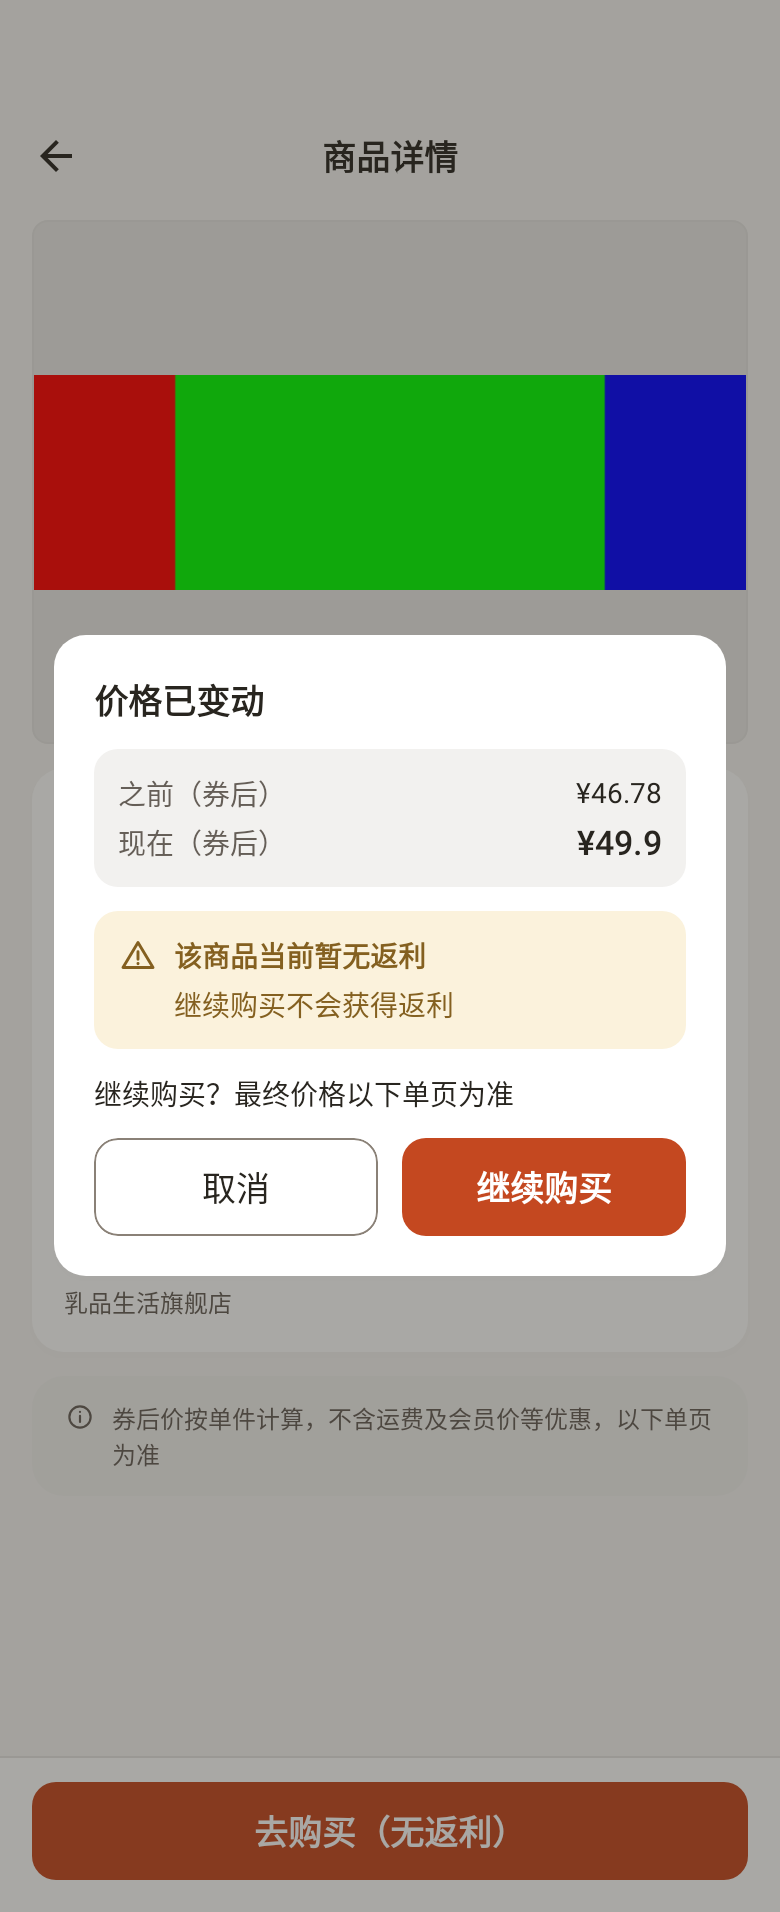 商品详情
价格已变动
之前（券后） ¥46.78
现在（券后） ¥49.9
该商品当前暂无返利
继续购买不会获得返利
继续购买？最终价格以下单页为准
取消 继续购买
乳品生活旗舰店
券后价按单件计算，不含运费及会员价等优惠，以下单页
为准
去购买（无返利）